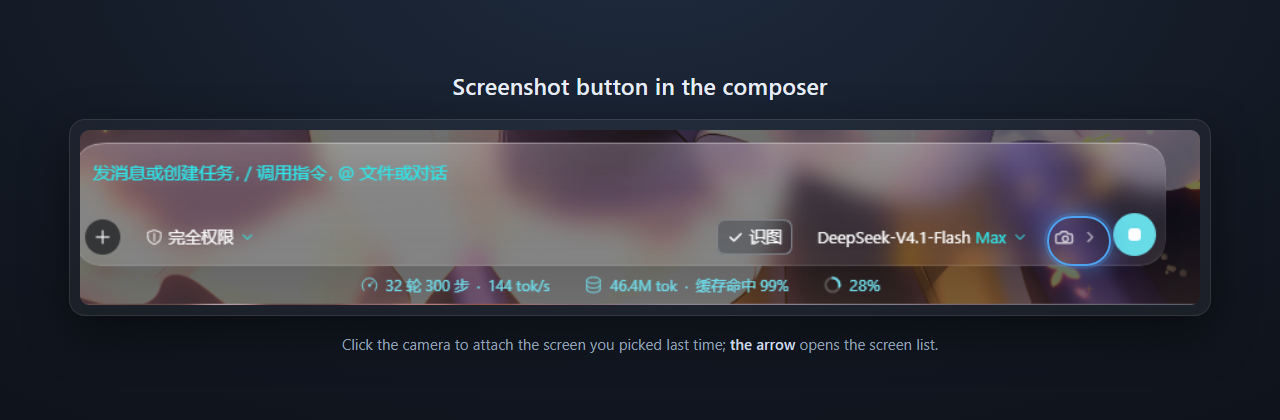 Screenshot button in the composer
发消息或创建任务, / 调用指令, @ 文件或对话
完全权限
识图
DeepSeek-V4.1-Flash Max
32 轮 300 步 · 144 tok/s
46.4M tok · 缓存命中 99%
28%
Click the camera to attach the screen you picked last time; the arrow opens the screen list.